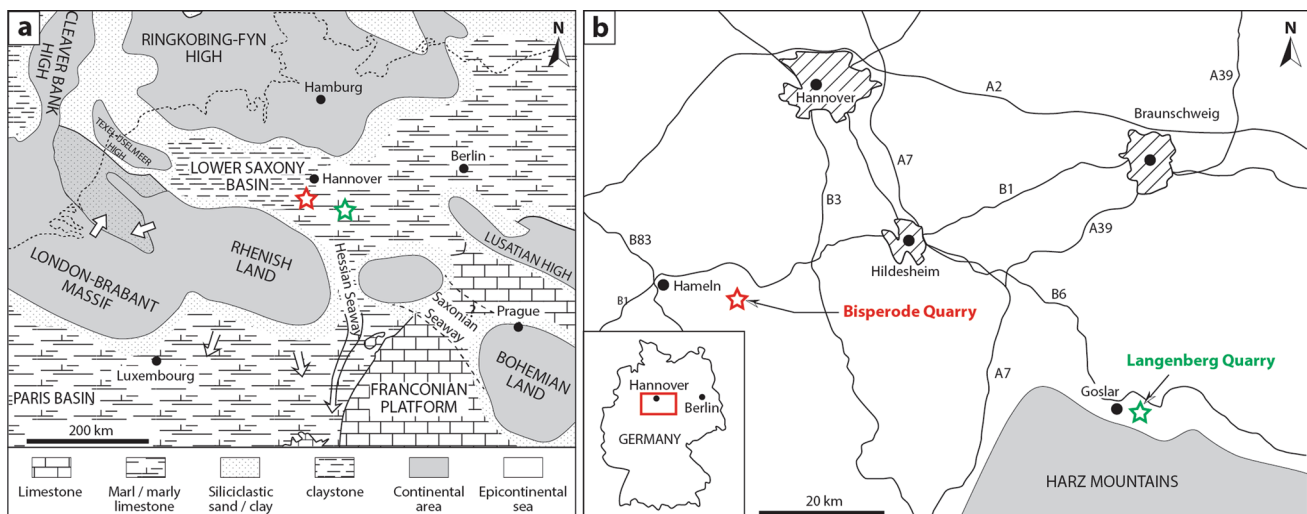 a
N
CLEAVER BANK
HIGH
RINGKOBING-FYN
HIGH
Hamburg
TEXEL-IJSELMEER
HIGH
LOWER SAXONY
BASIN
Hannover
Berlin
LONDON-BRABANT
MASSIF
RHENISH
LAND
Hessian Seaway
LUSATIAN HIGH
Saxonian
Seaway
Prague
Luxembourg
PARIS BASIN
FRANCONIAN
PLATFORM
BOHEMIAN
LAND
200 km
Limestone
Marl / marly
limestone
Siliciclastic
sand / clay
claystone
Continental
area
Epicontinental
sea
b
N
Hannover
A2
A39
Braunschweig
A7
B3
B1
B83
A39
Hildesheim
Hameln
B1
Bisperode Quarry
B6
A7
Langenberg Quarry
Goslar
HARZ MOUNTAINS
20 km
Hannover
Berlin
GERMANY